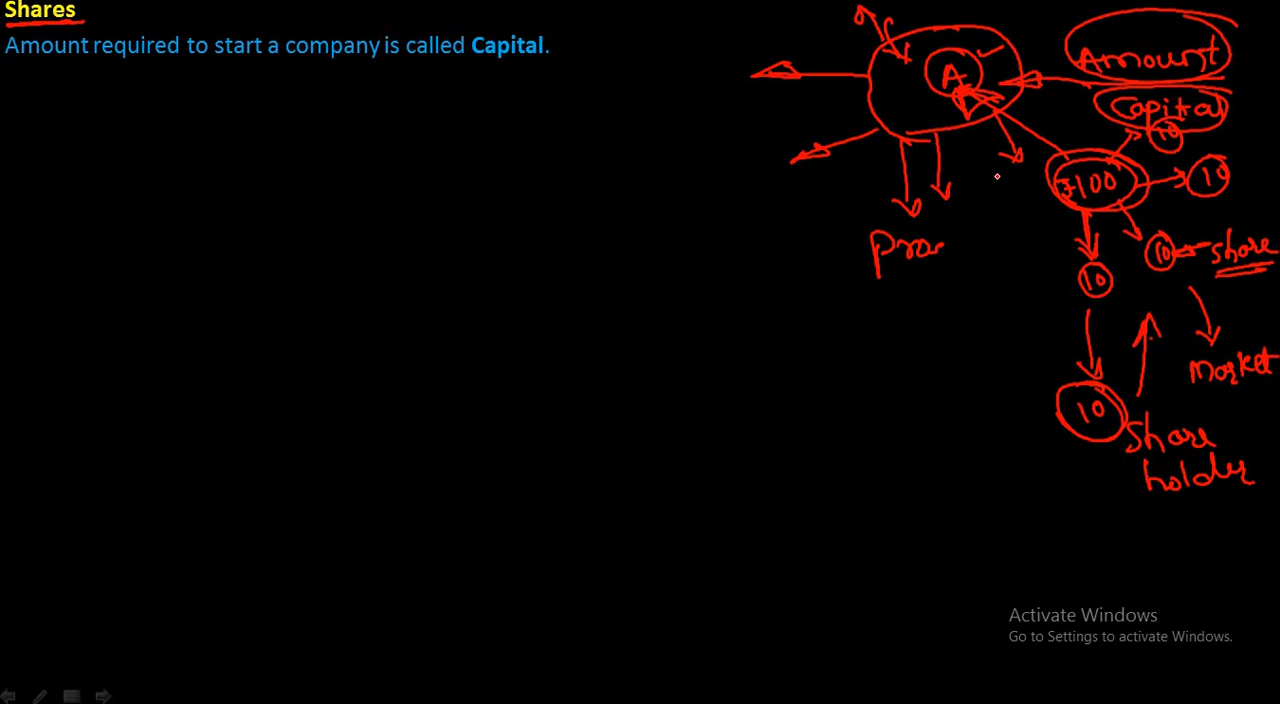 Shares
Amount required to start a company is called Capital.
Amount
A
Capital
10
₹100
10
Pro
10
share
10
Market
10
Share
holder
Activate Windows
Go to Settings to activate Windows.